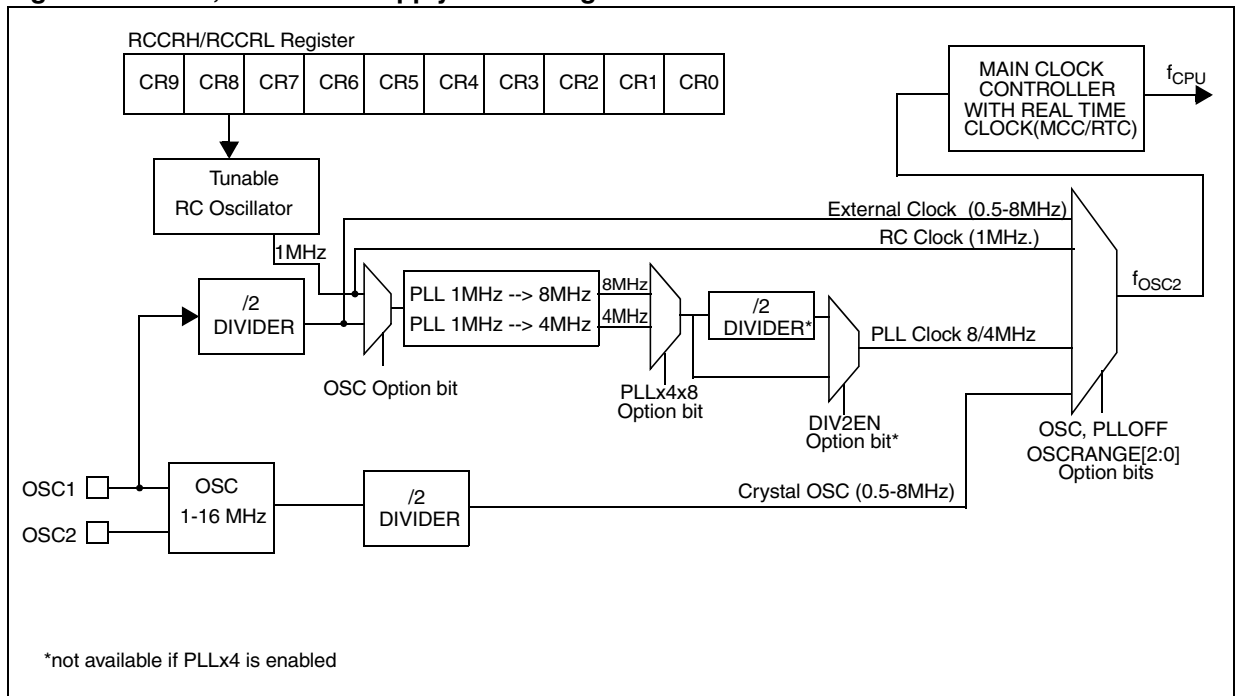 RCCRH/RCCRL Register
CR9 CR8 CR7 CR6 CR5 CR4 CR3 CR2 CR1 CR0
MAIN CLOCK
CONTROLLER
WITH REAL TIME
CLOCK(MCC/RTC)
fCPU
Tunable
RC Oscillator
1MHz
External Clock (0.5-8MHz)
RC Clock (1MHz.)
fOSC2
/2
DIVIDER
PLL 1MHz --> 8MHz
PLL 1MHz --> 4MHz
8MHz
4MHz
/2
DIVIDER*
PLL Clock 8/4MHz
OSC Option bit
PLLx4x8
Option bit
DIV2EN
Option bit*
OSC, PLLOFF
OSCRANGE[2:0]
Option bits
OSC1
OSC2
OSC
1-16 MHz
/2
DIVIDER
Crystal OSC (0.5-8MHz)
*not available if PLLx4 is enabled